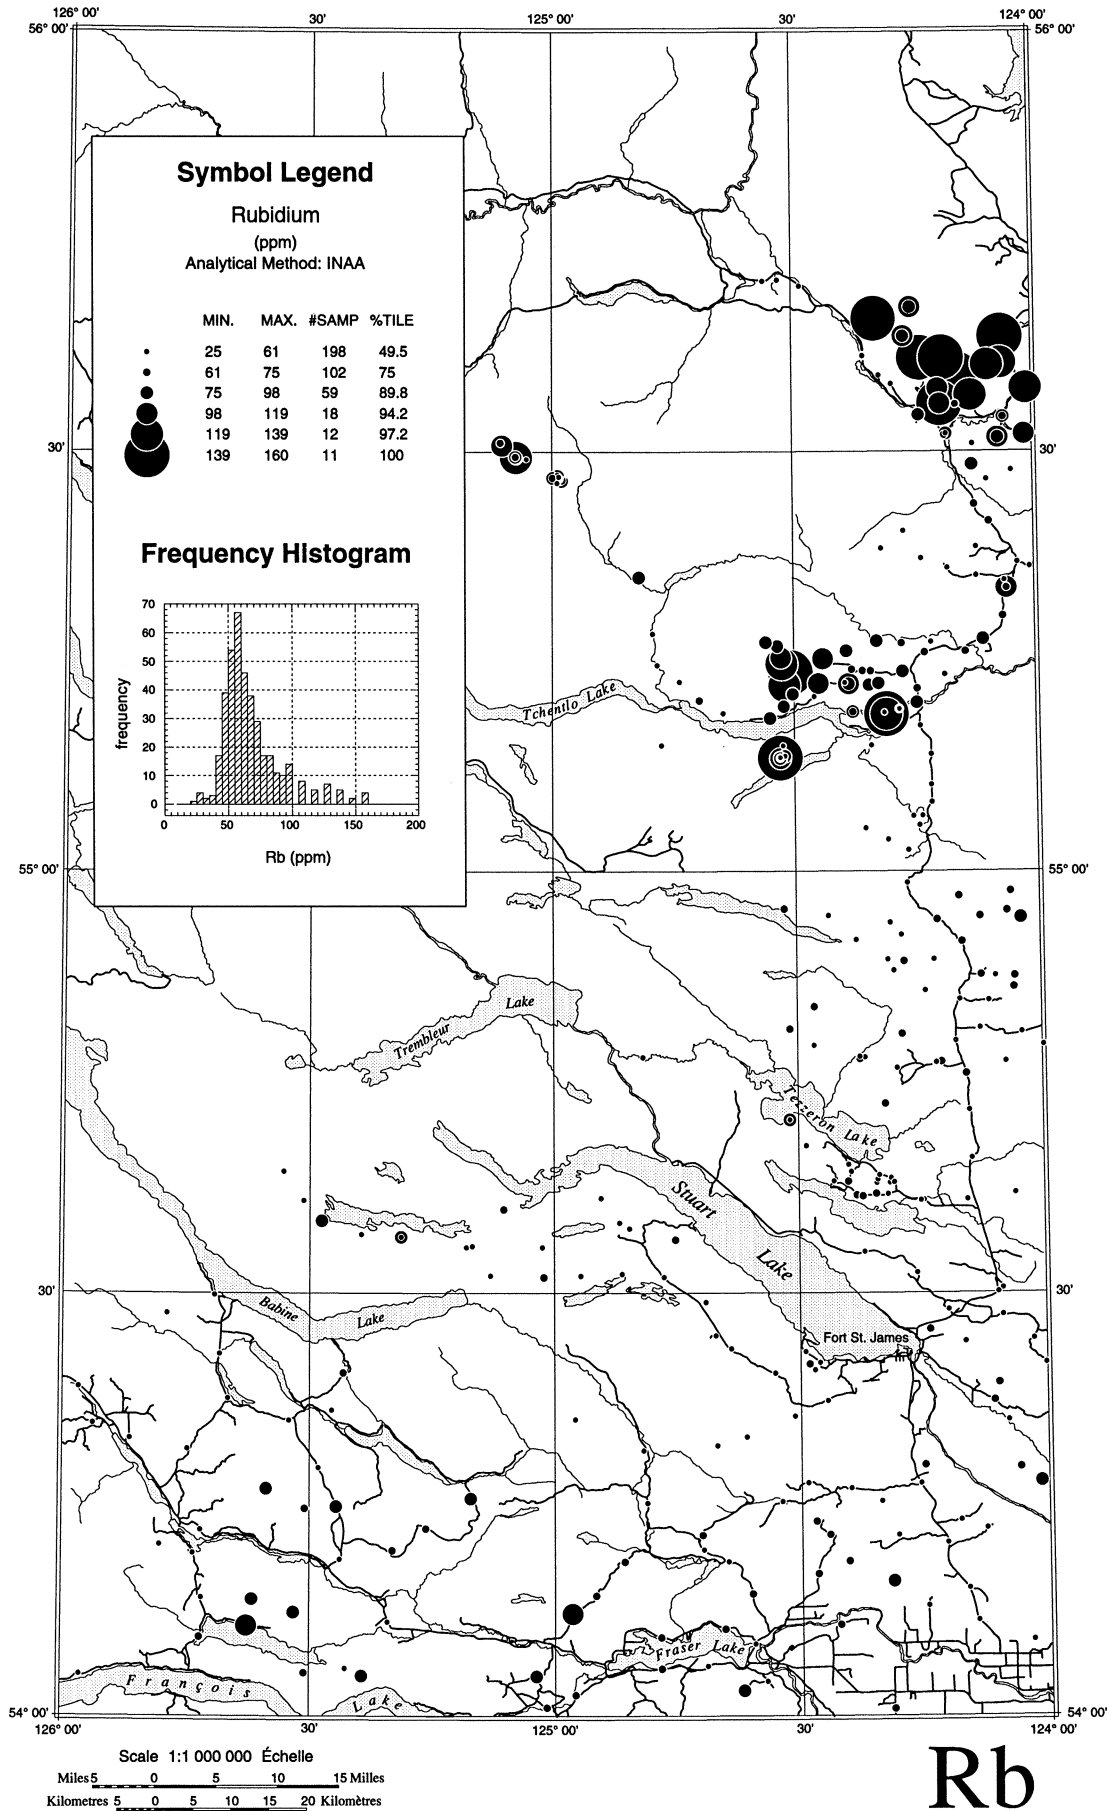 126° 00' 30' 125° 00' 30' 124° 00'
56° 00' 56° 00'
Symbol Legend
Rubidium
(ppm)
Analytical Method: INAA
MIN. MAX. #SAMP %TILE
25 61 198 49.5
61 75 102 75
75 98 59 89.8
98 119 18 94.2
119 139 12 97.2
139 160 11 100
30' 30'
Frequency Histogram
70
60
50
40
30
20
10
0
frequency
0 50 100 150 200
Rb (ppm)
Tchentlo Lake
55° 00' 55° 00'
Trembleur Lake
Tezzeron Lake
Stuart Lake
30' 30'
Babine Lake
Fort St. James
Fraser Lake
François Lake
54° 00' 54° 00'
126° 00' 30' 125° 00' 30' 124° 00'
Scale 1:1 000 000 Échelle
Miles 5 0 5 10 15 Milles
Kilometres 5 0 5 10 15 20 Kilomètres
Rb